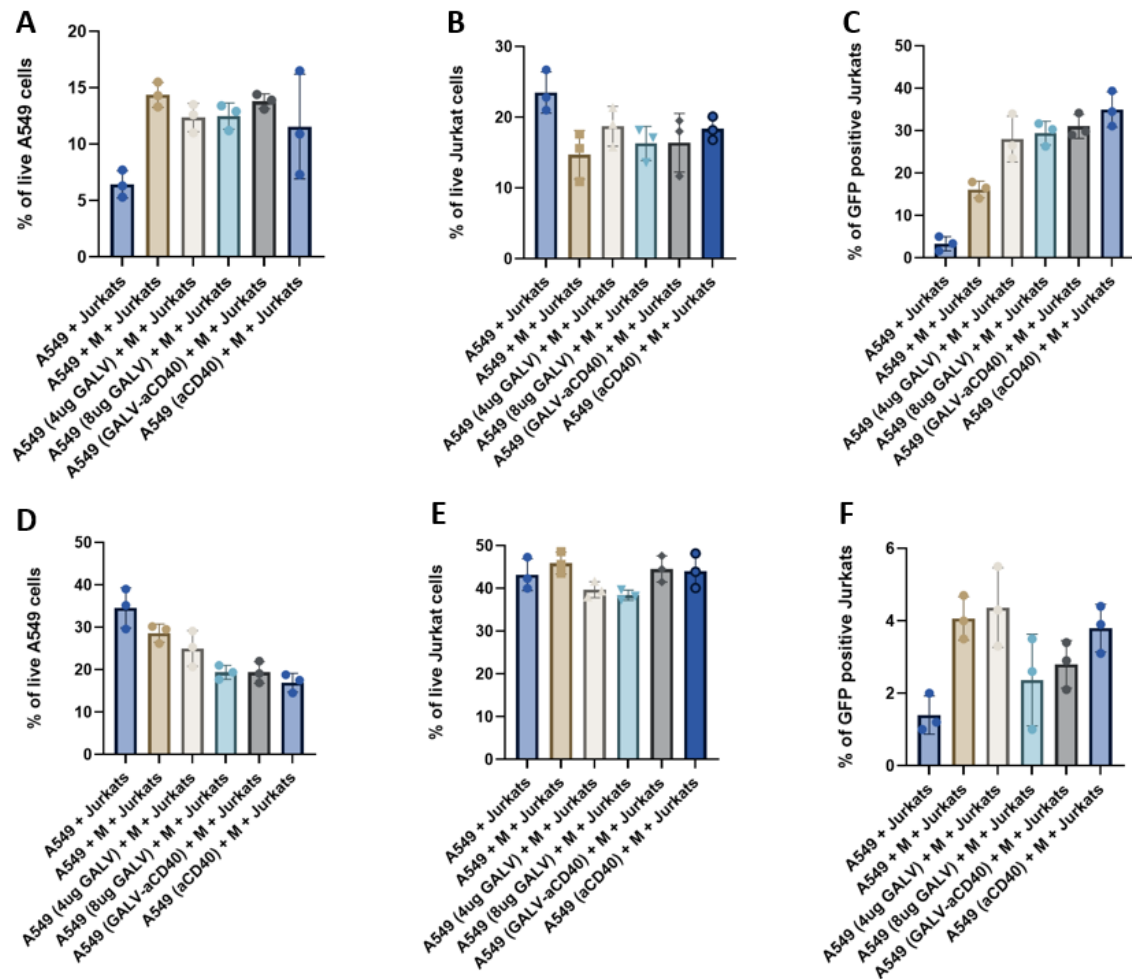 A
% of live A549 cells
15
20
10
5
0
A549 + Jurkats
A549 + M + Jurkats
A549 (4ug GALV) + M + Jurkats
A549 (8ug GALV) + M + Jurkats
A549 (GALV-aCD40) + M + Jurkats
A549 (aCD40) + M + Jurkats
B
% of live Jurkat cells
30
20
10
0
A549 + Jurkats
A549 + M + Jurkats
A549 (4ug GALV) + M + Jurkats
A549 (8ug GALV) + M + Jurkats
A549 (GALV-aCD40) + M + Jurkats
A549 (aCD40) + M + Jurkats
C
% of GFP positive Jurkats
50
40
30
20
10
0
A549 + Jurkats
A549 + M + Jurkats
A549 (4ug GALV) + M + Jurkats
A549 (8ug GALV) + M + Jurkats
A549 (GALV-aCD40) + M + Jurkats
A549 (aCD40) + M + Jurkats
D
% of live A549 cells
50
40
30
20
10
0
A549 + Jurkats
A549 + M + Jurkats
A549 (4ug GALV) + M + Jurkats
A549 (8ug GALV) + M + Jurkats
A549 (GALV-aCD40) + M + Jurkats
A549 (aCD40) + M + Jurkats
E
% of live Jurkat cells
50
40
30
20
10
0
A549 + Jurkats
A549 + M + Jurkats
A549 (4ug GALV) + M + Jurkats
A549 (8ug GALV) + M + Jurkats
A549 (GALV-aCD40) + M + Jurkats
A549 (aCD40) + M + Jurkats
F
% of GFP positive Jurkats
6
4
2
0
A549 + Jurkats
A549 + M + Jurkats
A549 (4ug GALV) + M + Jurkats
A549 (8ug GALV) + M + Jurkats
A549 (GALV-aCD40) + M + Jurkats
A549 (aCD40) + M + Jurkats